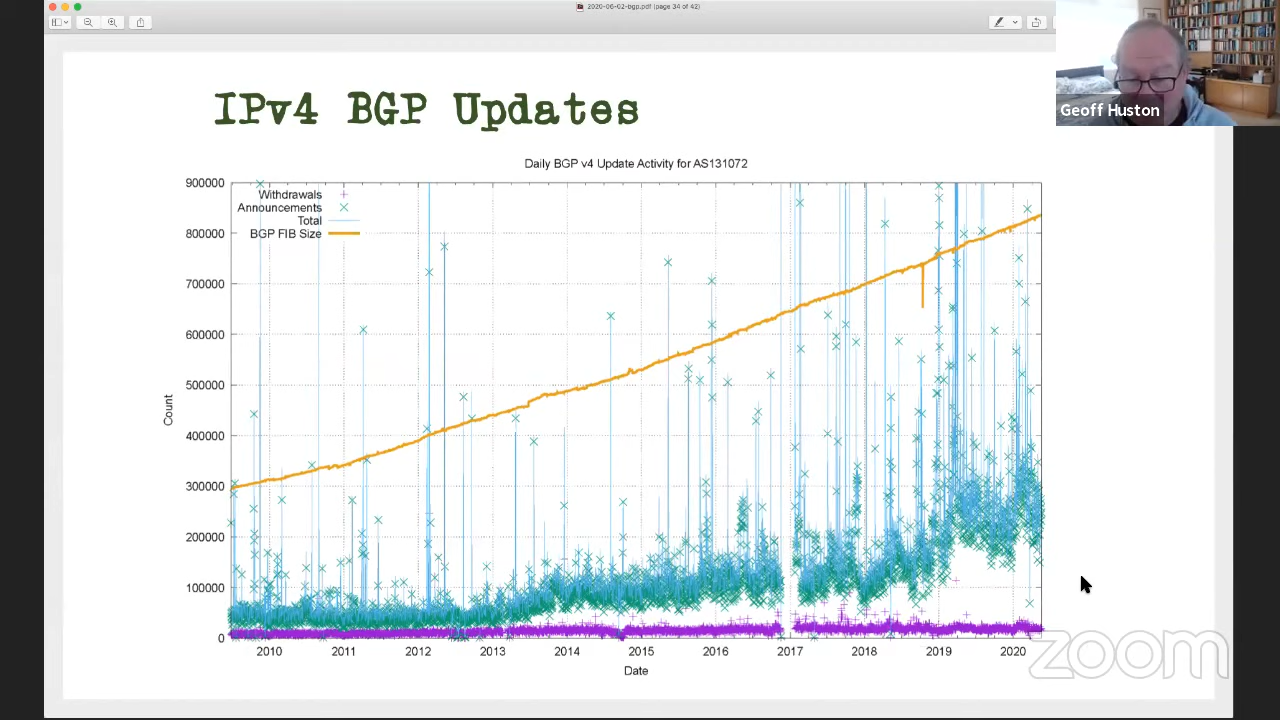 2020-06-02-bgp.pdf (page 34 of 42)
Geoff Huston
IPv4 BGP Updates
Daily BGP v4 Update Activity for AS131072
Withdrawals
Announcements
Total
BGP FIB Size
900000
800000
700000
600000
500000
400000
300000
200000
100000
0
Count
2010
2011
2012
2013
2014
2015
2016
2017
2018
2019
2020
Date
zoom